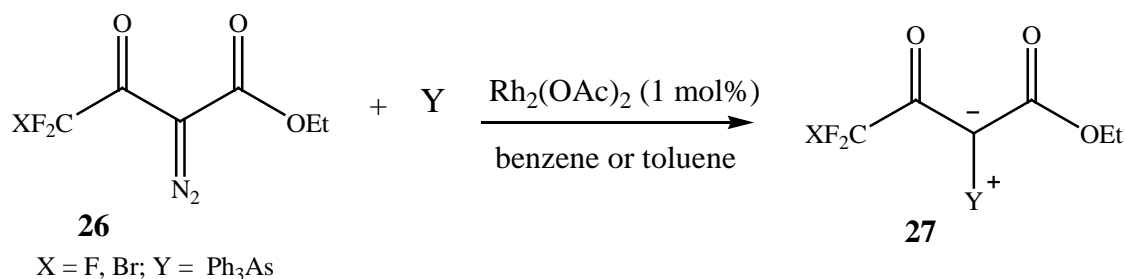 O O O O
XF₂C OEt + Y Rh₂(OAc)₂ (1 mol%) XF₂C − OEt
benzene or toluene
N₂ Y +
26 27
X = F, Br; Y = Ph₃As